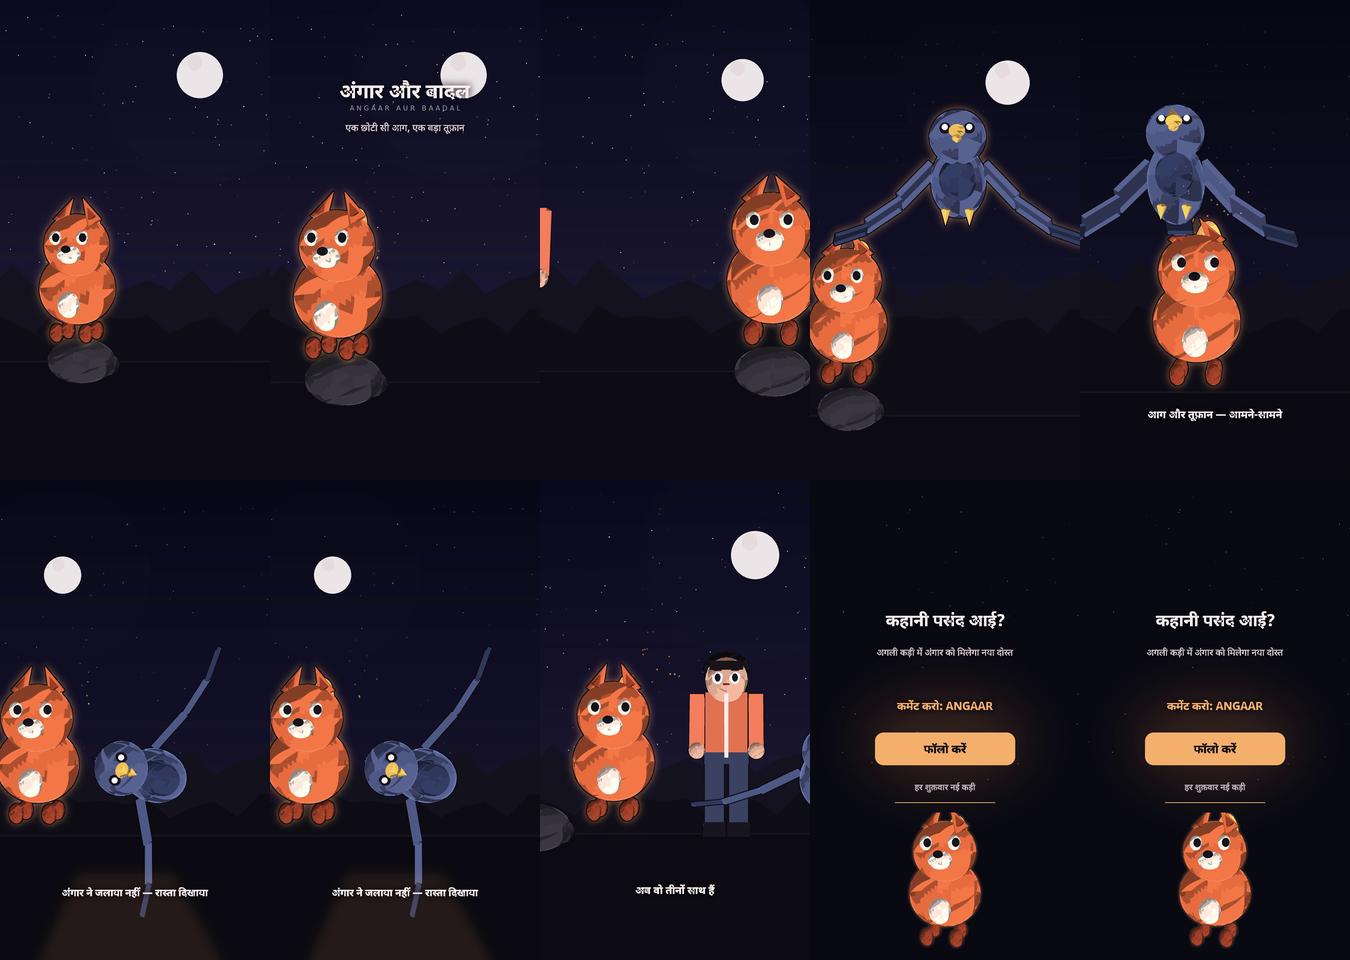 अंगार और बादल
ANGAAR AUR BAADAL
एक छोटी सी आग, एक बड़ा तूफ़ान
आग और तूफ़ान — आमने-सामने
अंगार ने जलाया नहीं — रास्ता दिखाया
अंगार ने जलाया नहीं — रास्ता दिखाया
अब वो तीनों साथ हैं
कहानी पसंद आई?
अगली कड़ी में अंगार को मिलेगा नया दोस्त
कमेंट करो: ANGAAR
फॉलो करें
हर शुक्रवार नई कड़ी
कहानी पसंद आई?
अगली कड़ी में अंगार को मिलेगा नया दोस्त
कमेंट करो: ANGAAR
फॉलो करें
हर शुक्रवार नई कड़ी